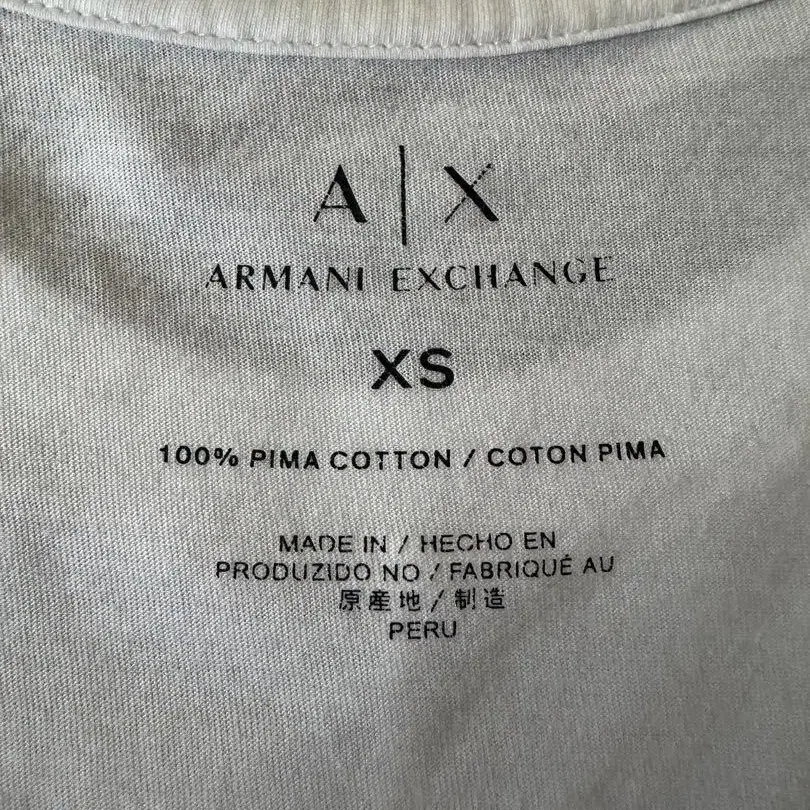 A|X
ARMANI EXCHANGE
XS
100% PIMA COTTON / COTON PIMA
MADE IN / HECHO EN
PRODUZIDO NO / FABRIQUÉ AU
原産地 / 制造
PERU